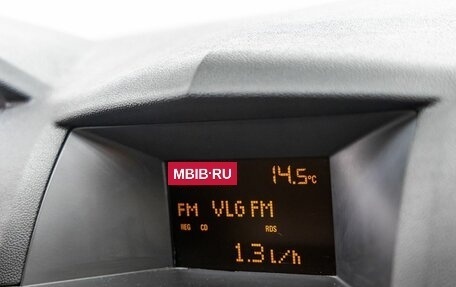 MBIB·RU
14.5°C
FM VLG FM
REG CD RDS
1.3 L/h